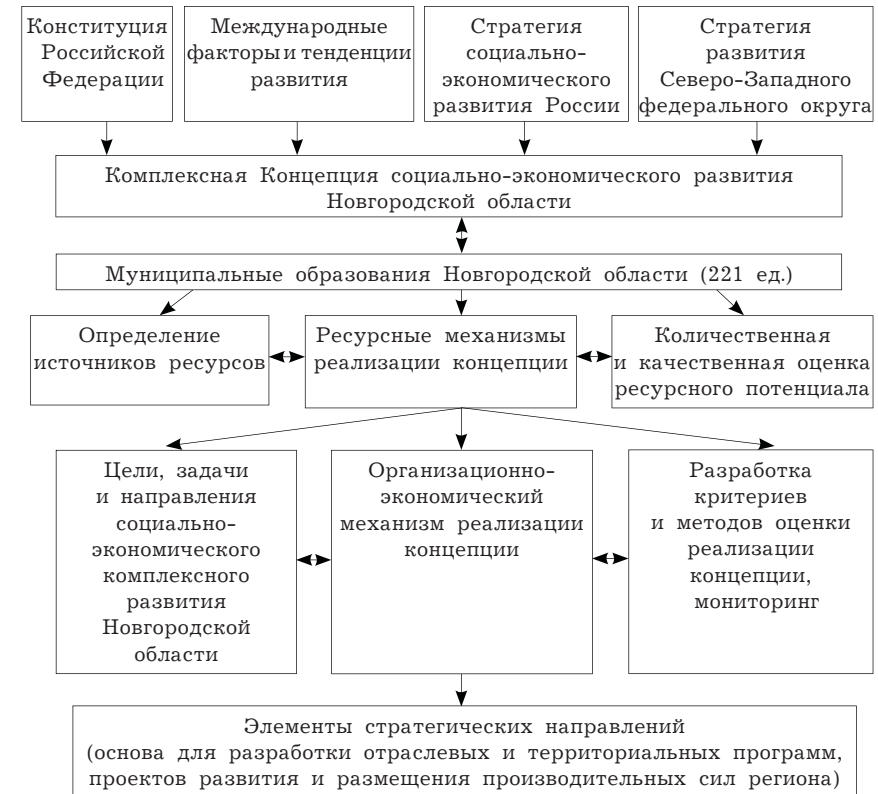 Конституция
Российской
Федерации
Международные
факторы и тенденции
развития
Стратегия
социально-
экономического
развития России
Стратегия
развития
Северо-Западного
федерального округа
Комплексная Концепция социально-экономического развития
Новгородской области
Муниципальные образования Новгородской области (221 ед.)
Определение
источников ресурсов
Ресурсные механизмы
реализации концепции
Количественная
и качественная оценка
ресурсного потенциала
Цели, задачи
и направления
социально-
экономического
комплексного
развития
Новгородской
области
Организационно-
экономический
механизм реализации
концепции
Разработка
критериев
и методов оценки
реализации
концепции,
мониторинг
Элементы стратегических направлений
(основа для разработки отраслевых и территориальных программ,
проектов развития и размещения производительных сил региона)